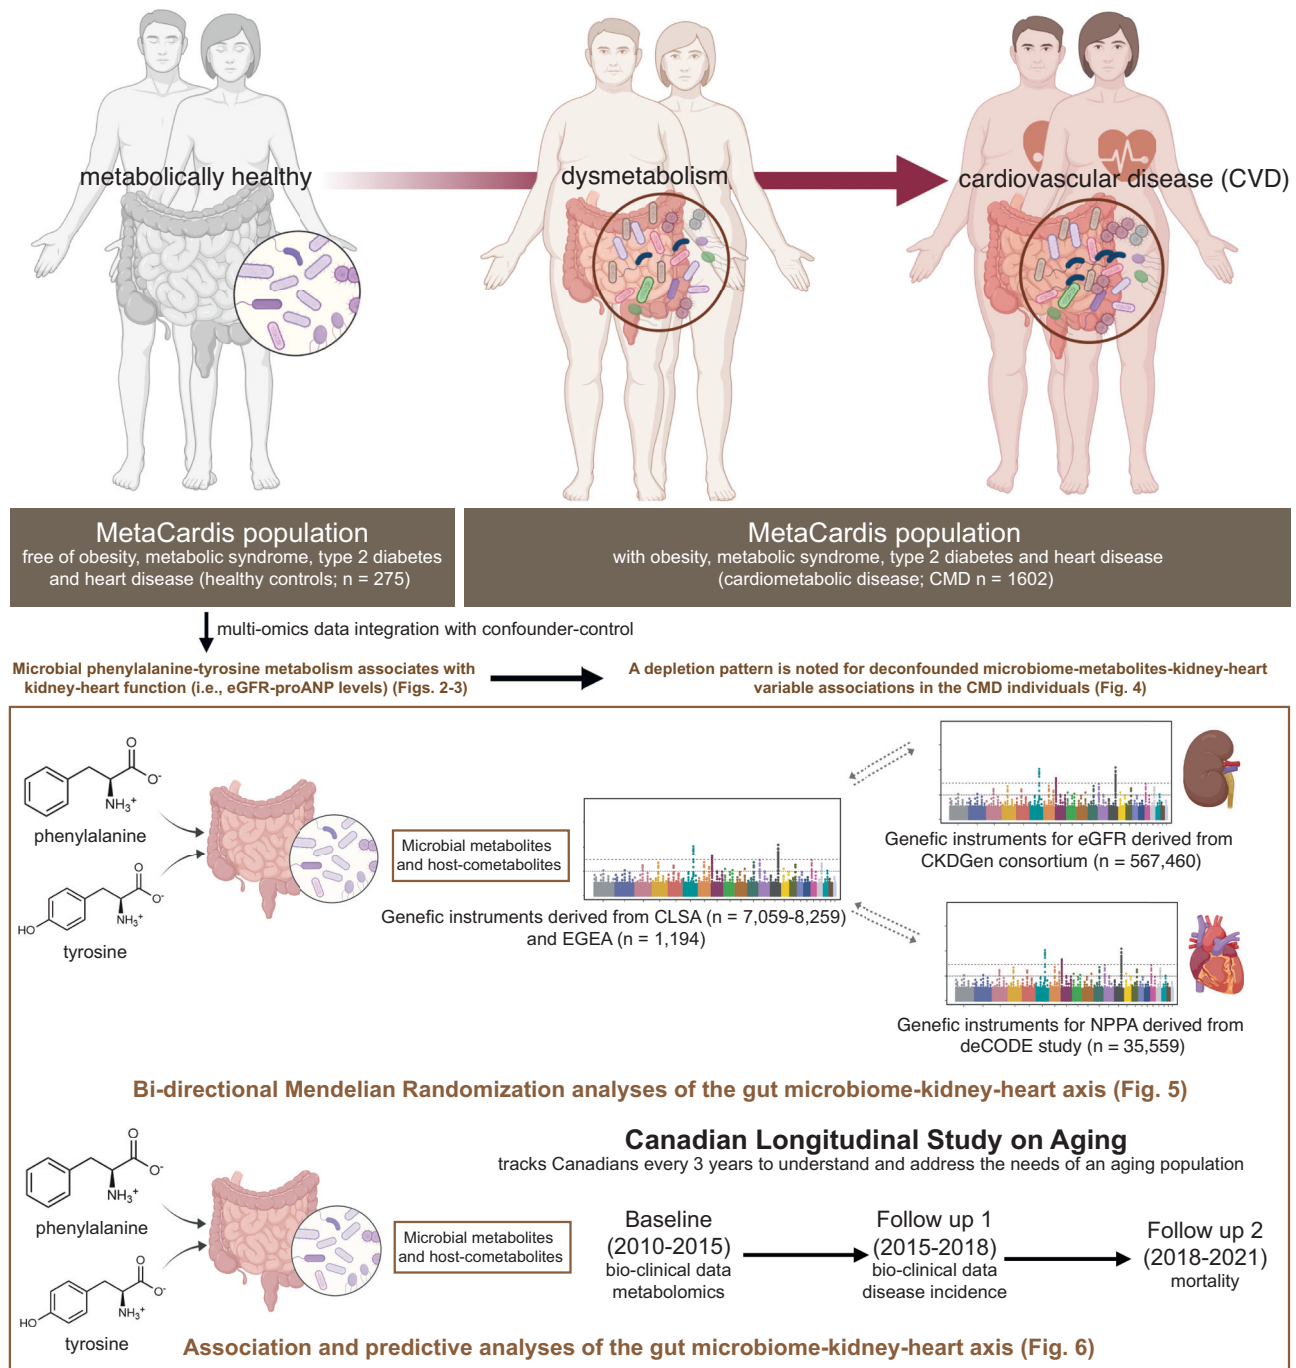 metabolically healthy
dysmetabolism
cardiovascular disease (CVD)
MetaCardis population
free of obesity, metabolic syndrome, type 2 diabetes
and heart disease (healthy controls; n = 275)
MetaCardis population
with obesity, metabolic syndrome, type 2 diabetes and heart disease
(cardiometabolic disease; CMD n = 1602)
multi-omics data integration with confounder-control
Microbial phenylalanine-tyrosine metabolism associates with
kidney-heart function (i.e., eGFR-proANP levels) (Figs. 2-3)
A depletion pattern is noted for deconfounded microbiome-metabolites-kidney-heart
variable associations in the CMD individuals (Fig. 4)
O
O-
NH3+
phenylalanine
O
O-
NH3+
HO
tyrosine
Microbial metabolites
and host-cometabolites
Genefic instruments derived from CLSA (n = 7,059-8,259)
and EGEA (n = 1,194)
Genefic instruments for eGFR derived from
CKDGen consortium (n = 567,460)
Genefic instruments for NPPA derived from
deCODE study (n = 35,559)
Bi-directional Mendelian Randomization analyses of the gut microbiome-kidney-heart axis (Fig. 5)
O
O-
NH3+
phenylalanine
O
O-
NH3+
HO
tyrosine
Microbial metabolites
and host-cometabolites
Canadian Longitudinal Study on Aging
tracks Canadians every 3 years to understand and address the needs of an aging population
Baseline
(2010-2015)
bio-clinical data
metabolomics
Follow up 1
(2015-2018)
bio-clinical data
disease incidence
Follow up 2
(2018-2021)
mortality
Association and predictive analyses of the gut microbiome-kidney-heart axis (Fig. 6)